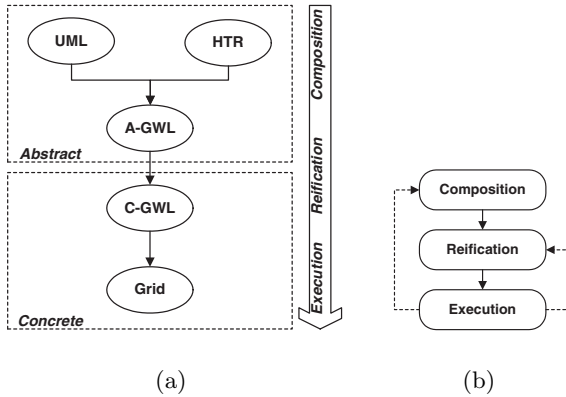 UML
HTR
A-GWL
Abstract
C-GWL
Grid
Concrete
Composition
Reification
Execution
(a)
Composition
Reification
Execution
(b)